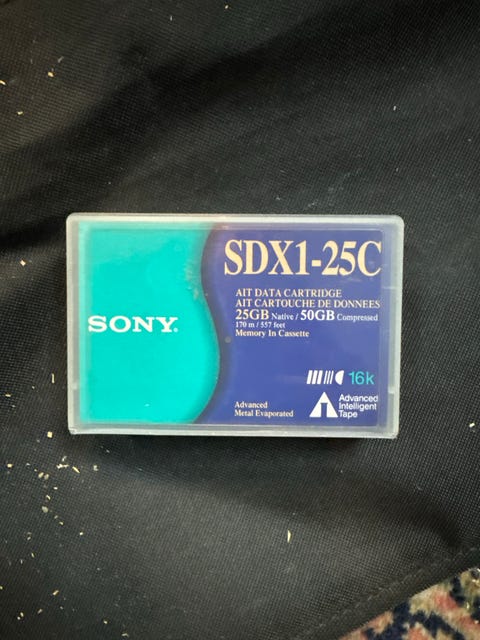 SONY.
SDX1-25C
AIT DATA CARTRIDGE
AIT CARTOUCHE DE DONNEES
25GB Native / 50GB Compressed
170 m / 557 feet
Memory In Cassette
16k
Advanced
Metal Evaporated
Advanced
Intelligent
Tape